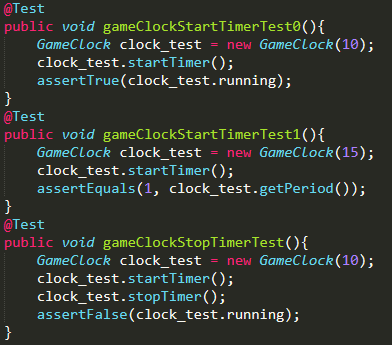 @Test
public void gameClockStartTimerTest0(){
GameClock clock_test = new GameClock(10);
clock_test.startTimer();
assertTrue(clock_test.running);
}
@Test
public void gameClockStartTimerTest1(){
GameClock clock_test = new GameClock(15);
clock_test.startTimer();
assertEquals(1, clock_test.getPeriod());
}
@Test
public void gameClockStopTimerTest(){
GameClock clock_test = new GameClock(10);
clock_test.startTimer();
clock_test.stopTimer();
assertFalse(clock_test.running);
}